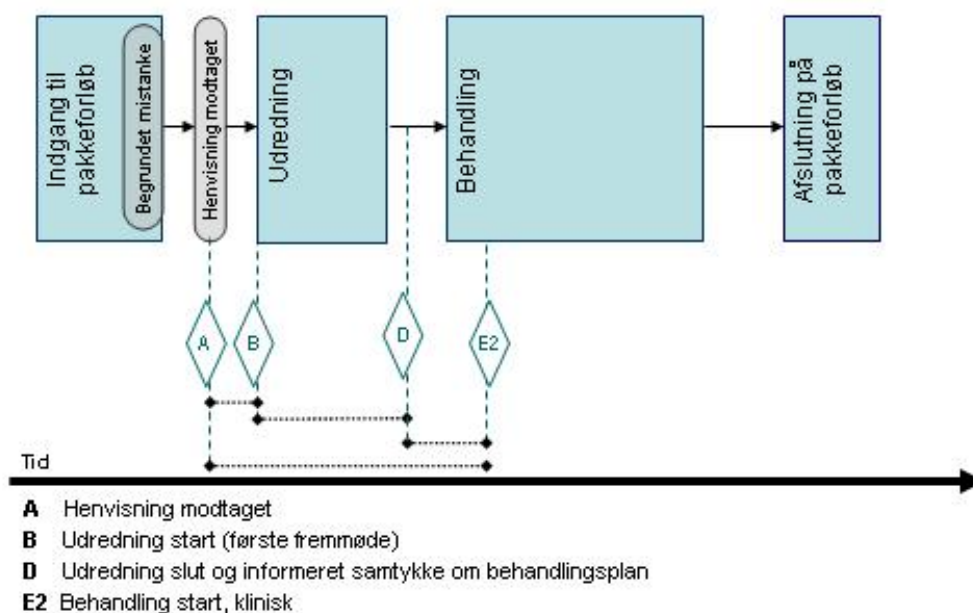 Indgang til
pakkeforløb
Begrundet mistanke
Henvisning modtaget
Udredning
Behandling
Afslutning på
pakkeforløb
A
B
D
E2
Tid
A Henvisning modtaget
B Udredning start (første fremmøde)
D Udredning slut og informeret samtykke om behandlingsplan
E2 Behandling start, klinisk